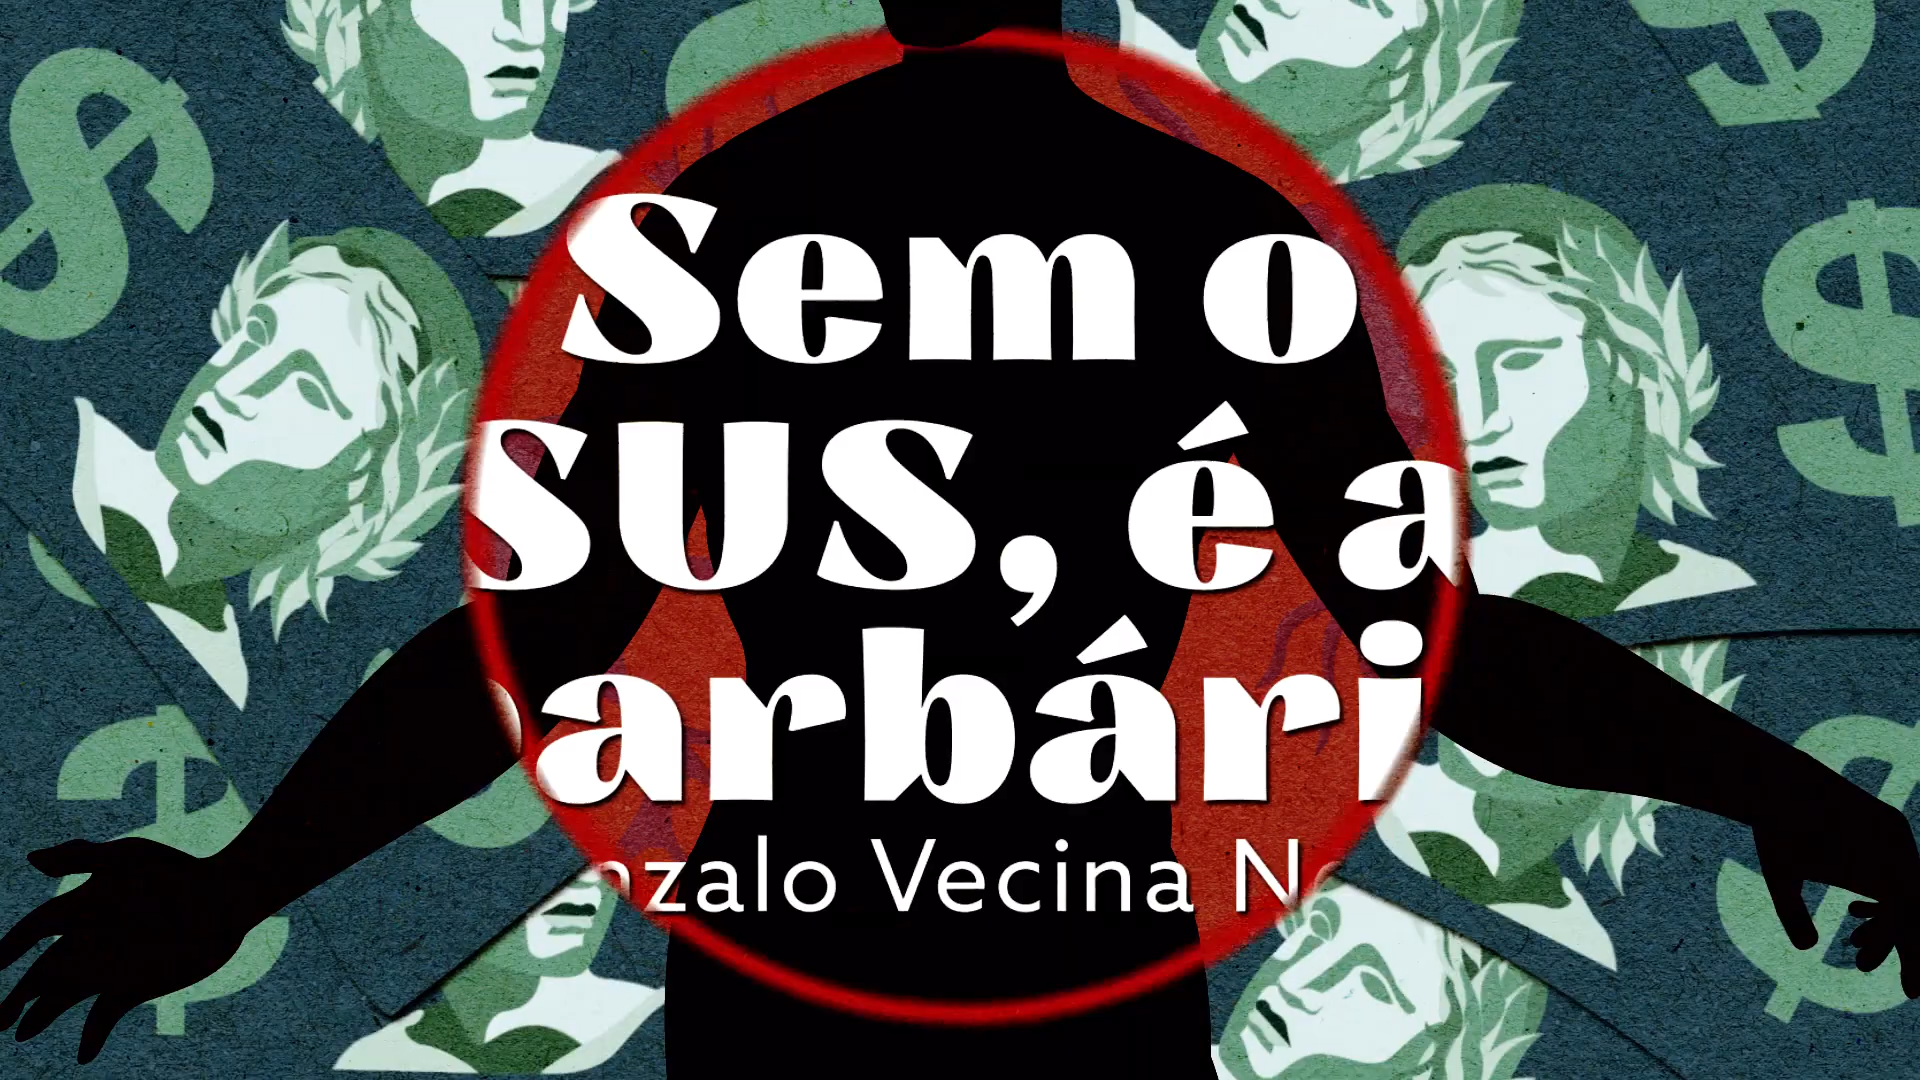 Sem o
SUS, é a
arbári
nzalo Vecina N